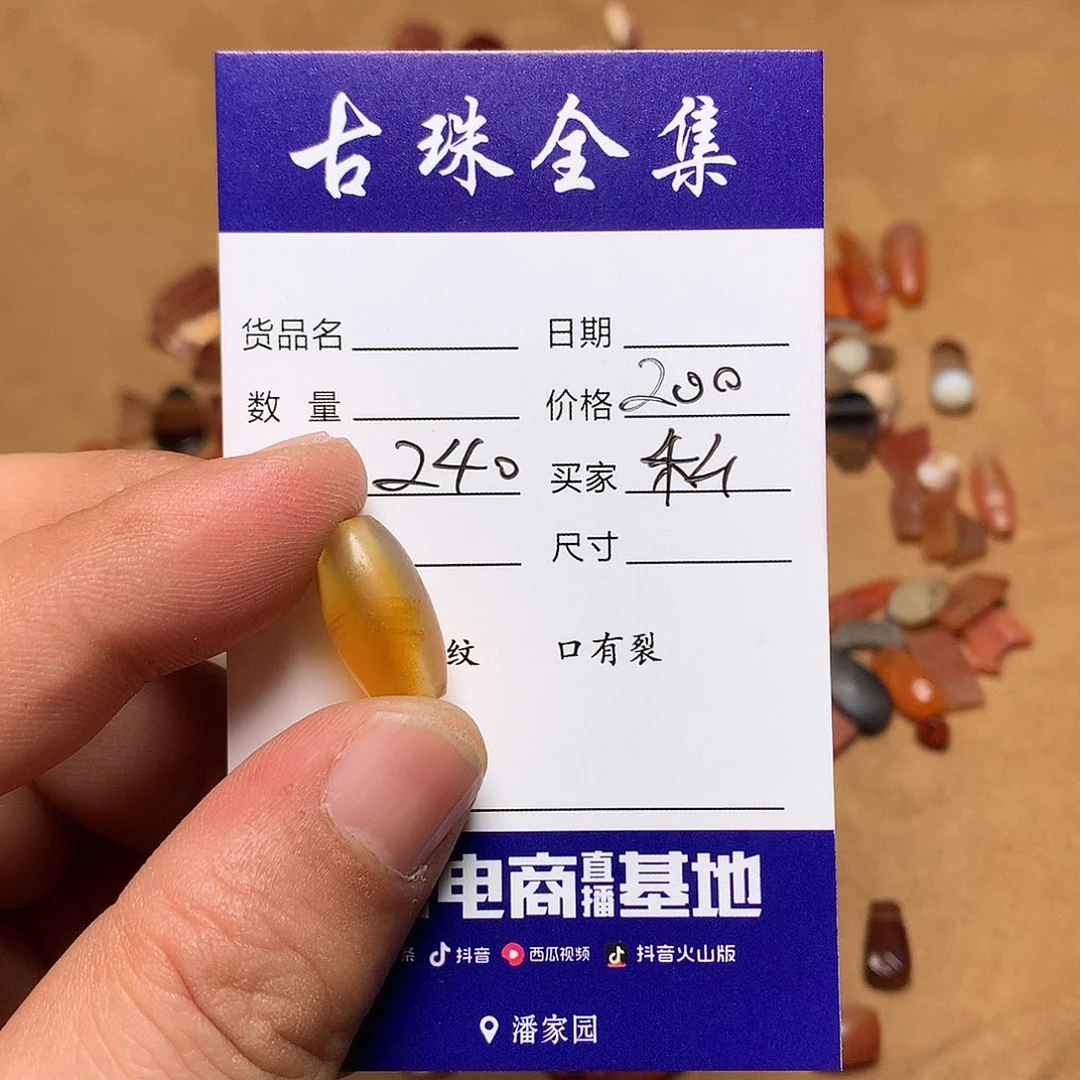 古珠全集
货品名 日期
数 量 价格 200
240 买家 私
尺寸
纹 口有裂
电商直播基地
条 抖音 西瓜视频 抖音火山版
潘家园